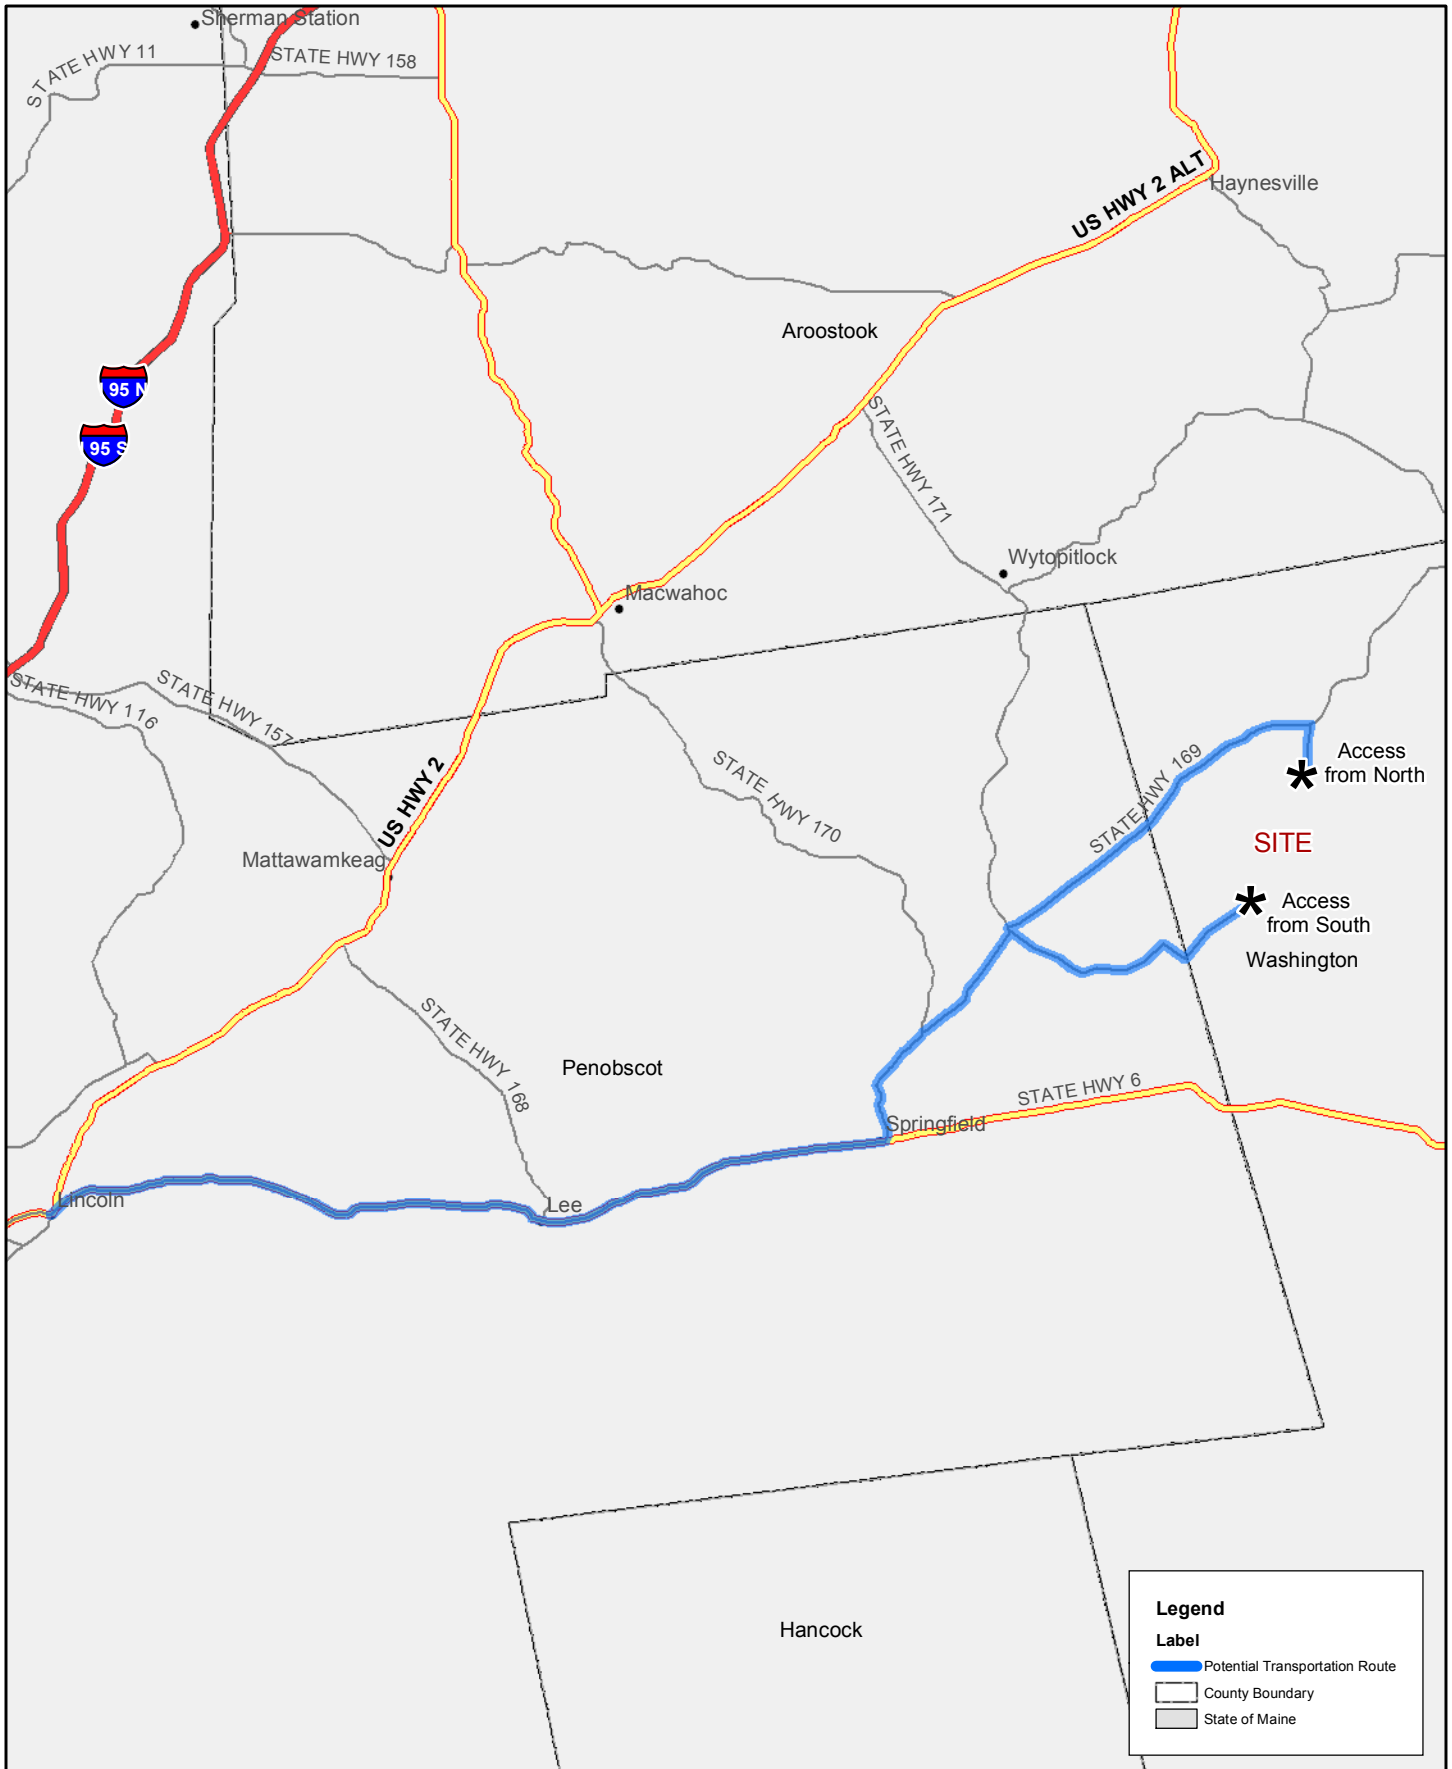 Sherman Station
STATE HWY 11
STATE HWY 158
US HWY 2 ALT
Haynesville
Aroostook
95 N
95 S
STATE HWY 171
Wytopitlock
Macwahoc
STATE HWY 116
STATE HWY 157
US HWY 2
STATE HWY 170
STATE HWY 169
Access
from North
SITE
Mattawamkeag
Access
from South
Washington
STATE HWY 168
Penobscot
STATE HWY 6
Springfield
Lincoln
Lee
Hancock
Legend
Label
Potential Transportation Route
County Boundary
State of Maine